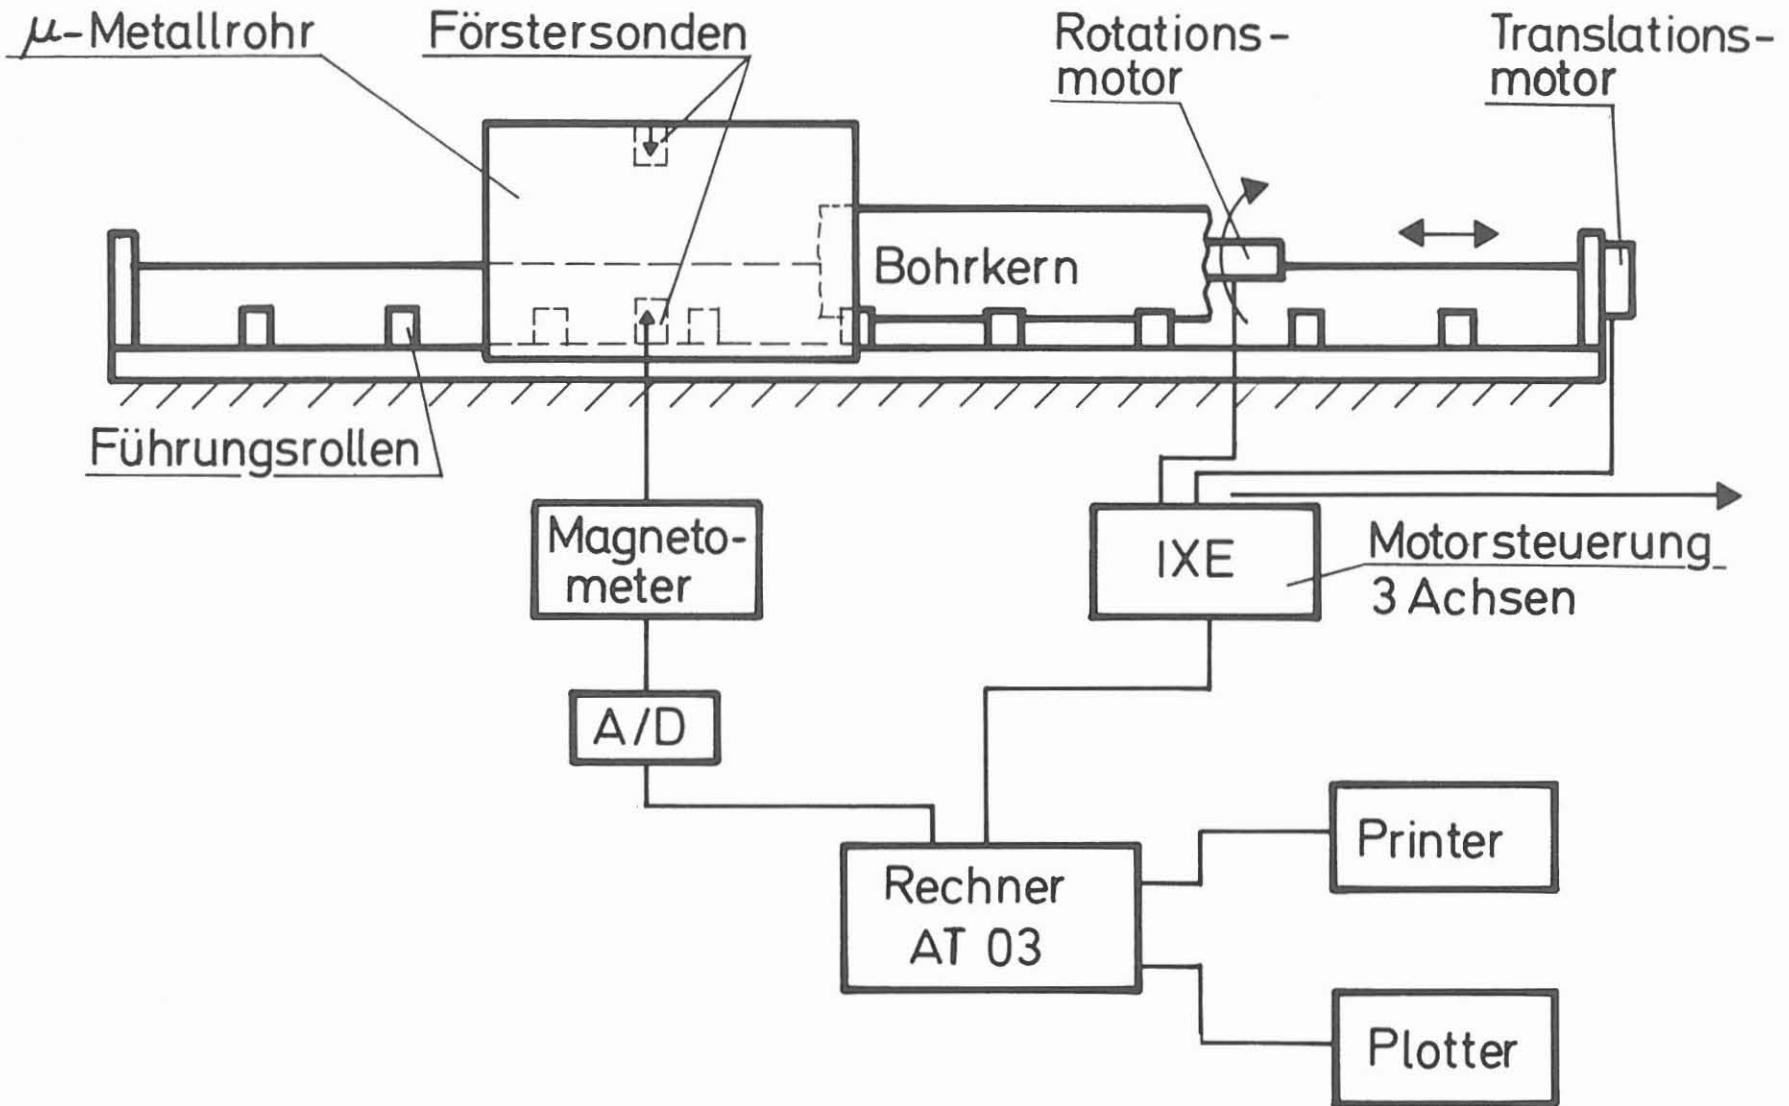 μ-Metallrohr
Förstersonden
Rotations-
motor
Translations-
motor
Bohrkern
Führungsrollen
Magneto-
meter
IXE
Motorsteuerung
3 Achsen
A/D
Rechner
AT 03
Printer
Plotter